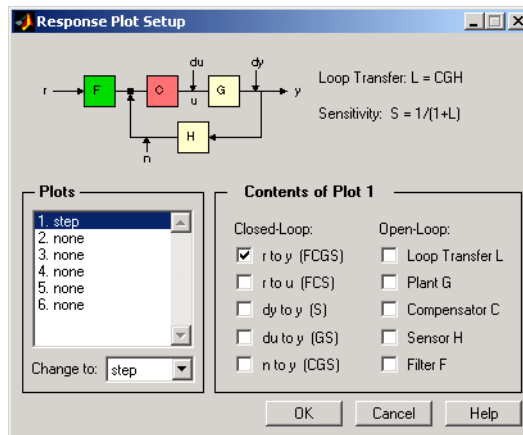 Response Plot Setup
du
dy
r
F
C
G
y
u
H
n
Loop Transfer: L = CGH
Sensitivity: S = 1/(1+L)
Plots
1. step
2. none
3. none
4. none
5. none
6. none
Change to: step
Contents of Plot 1
Closed-Loop:
Open-Loop:
r to y (FCGS)
Loop Transfer L
r to u (FCS)
Plant G
dy to y (S)
Compensator C
du to y (GS)
Sensor H
n to y (CGS)
Filter F
OK
Cancel
Help